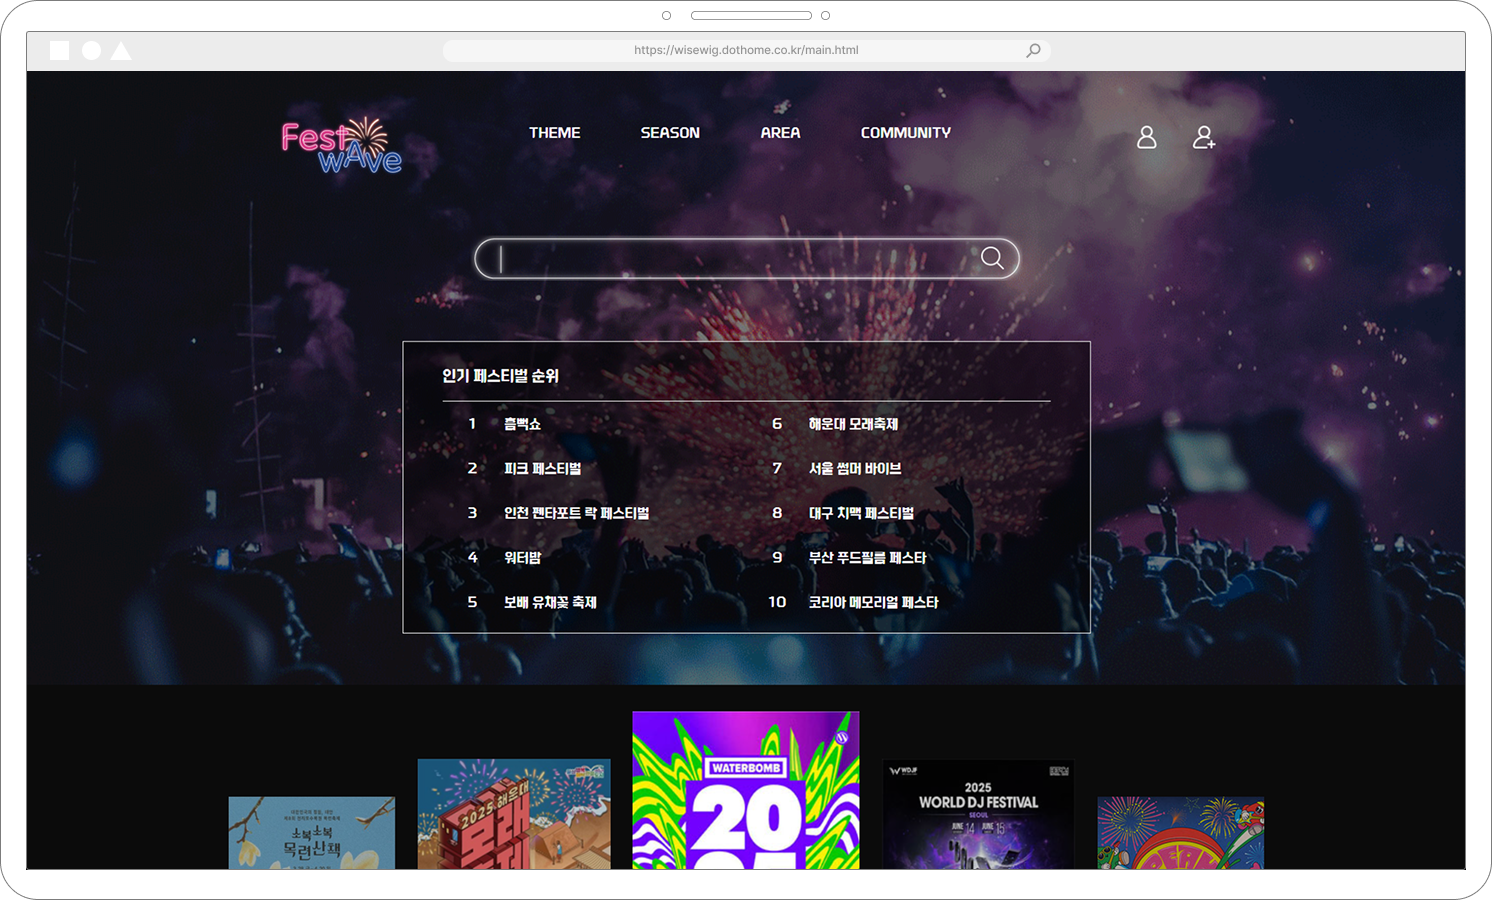 https://wisewig.dothome.co.kr/main.html
Fest
wAve
THEME
SEASON
AREA
COMMUNITY
인기 페스티벌 순위
1 흠뻑쇼
2 피크 페스티벌
3 인천 펜타포트 락 페스티벌
4 워터밤
5 보배 유채꽃 축제
6 해운대 모래축제
7 서울 썸머 바이브
8 대구 치맥 페스티벌
9 부산 푸드필름 페스타
10 코리아 메모리얼 페스타
소복소복
목련산책
2025 해운대
모래
WATERBOMB
20
WDJF
2025
WORLD DJ FESTIVAL
SEOUL
JUNE 14 JUNE 15
PEAK